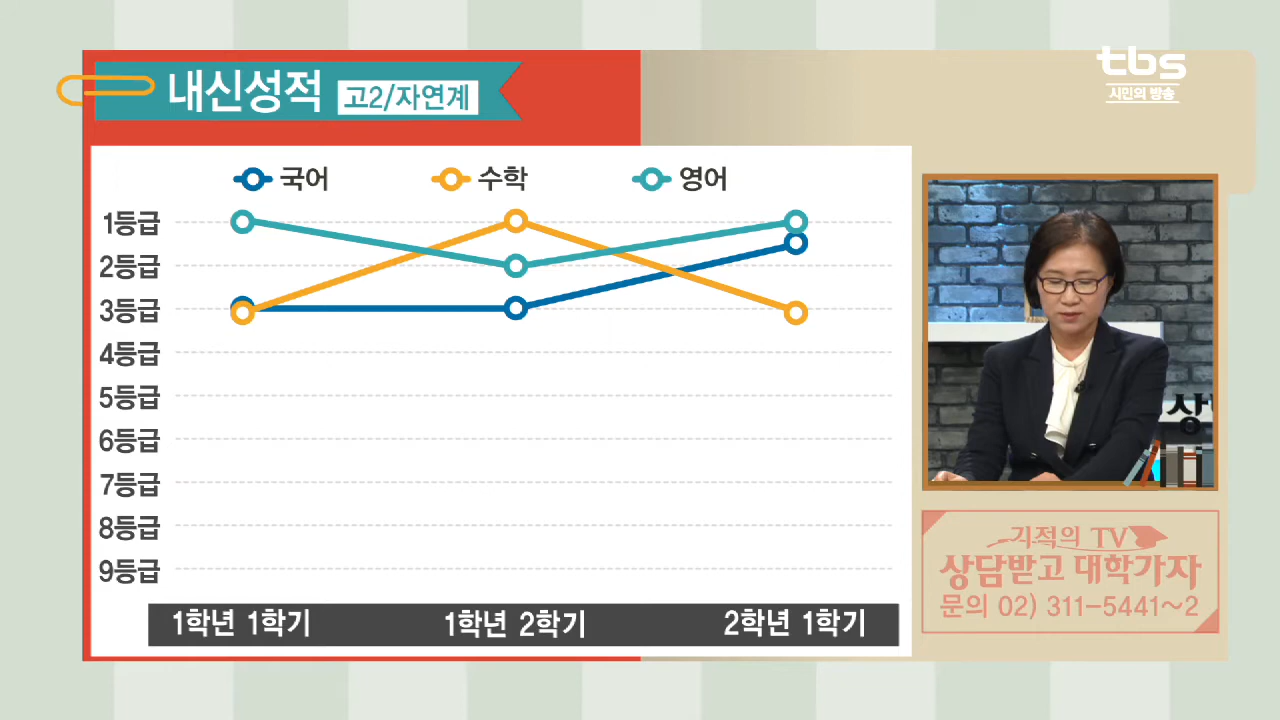 내신성적 고2/자연계
tbs
시민의 방송
국어 수학 영어
1등급
2등급
3등급
4등급
5등급
6등급
7등급
8등급
9등급
1학년 1학기 1학년 2학기 2학년 1학기
상
기적의 TV
상담받고 대학가자
문의 02) 311-5441~2